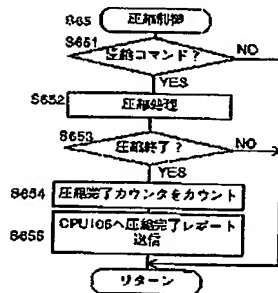 S65
圧縮制御
S651
圧縮コマンド？
NO
YES
S652
圧縮処理
S653
圧縮終了？
NO
YES
S654
圧縮完了カウンタをカウント
S655
CPU106へ圧縮完了レポート
送信
リターン